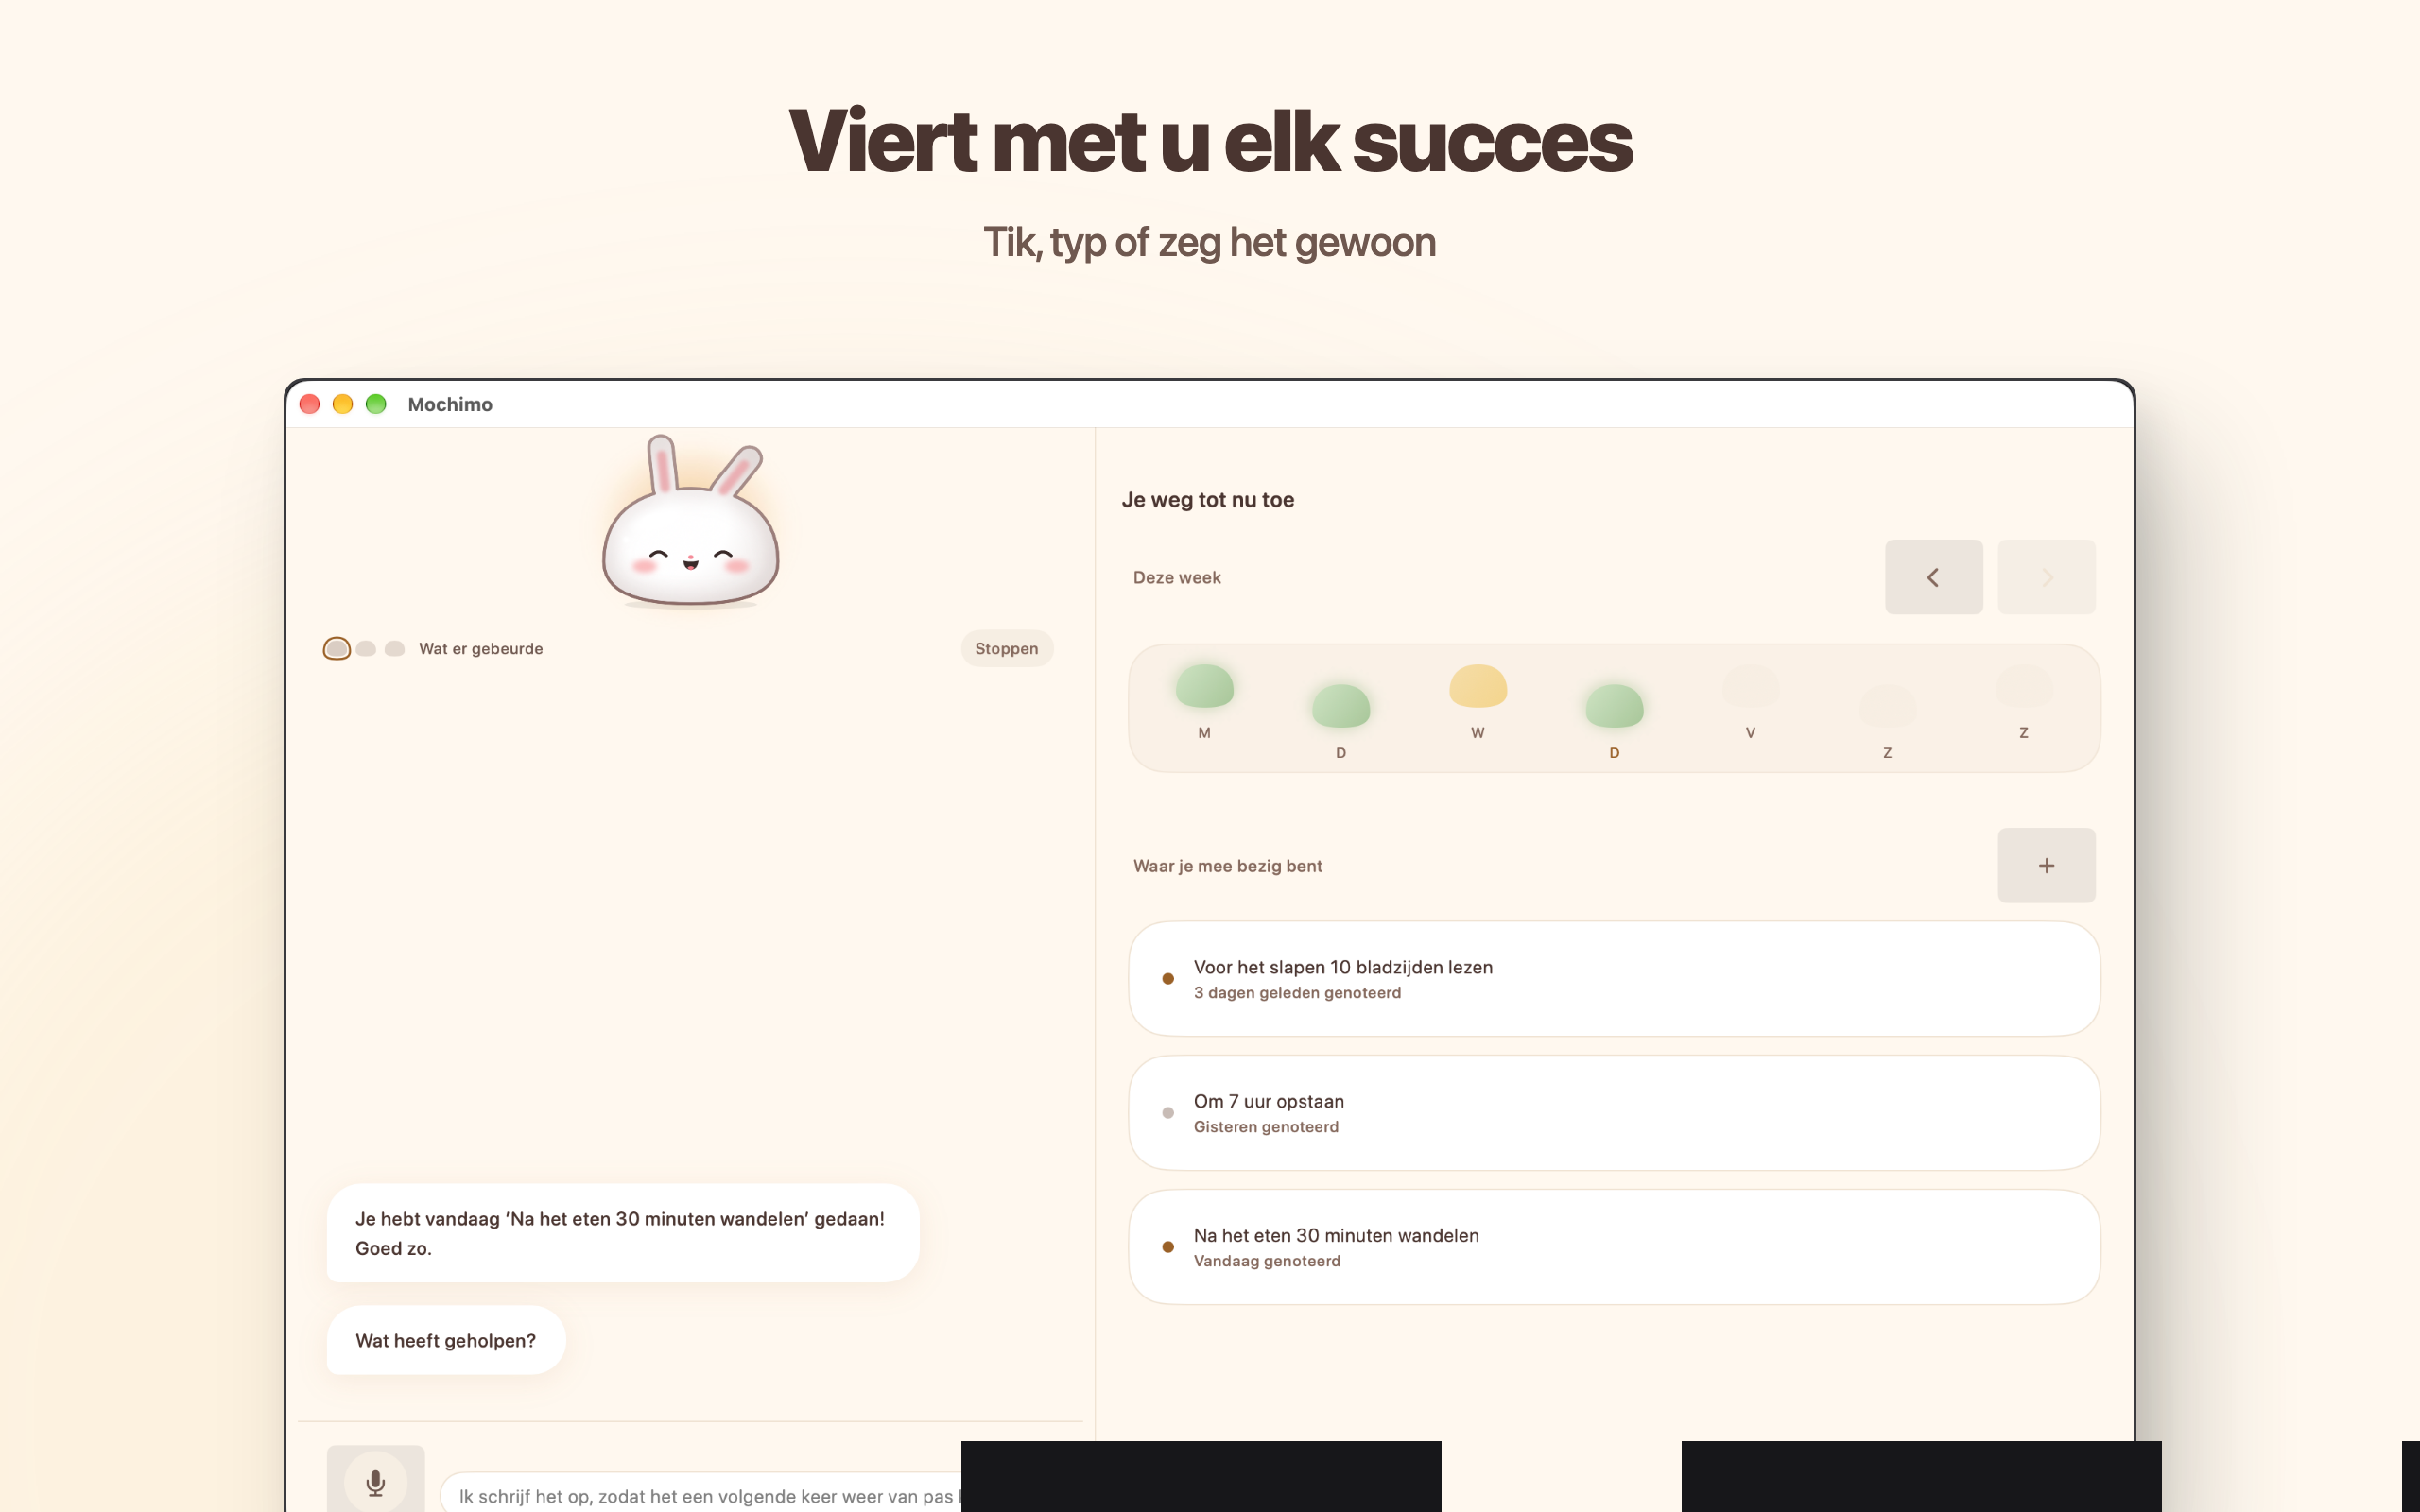 Viert met u elk succes
Tik, typ of zeg het gewoon
Mochimo
Wat er gebeurde
Stoppen
Je hebt vandaag ‘Na het eten 30 minuten wandelen’ gedaan!
Goed zo.
Wat heeft geholpen?
Ik schrijf het op, zodat het een volgende keer weer van pas
Je weg tot nu toe
Deze week
M
D
W
D
V
Z
Z
Waar je mee bezig bent
Voor het slapen 10 bladzijden lezen
3 dagen geleden genoteerd
Om 7 uur opstaan
Gisteren genoteerd
Na het eten 30 minuten wandelen
Vandaag genoteerd